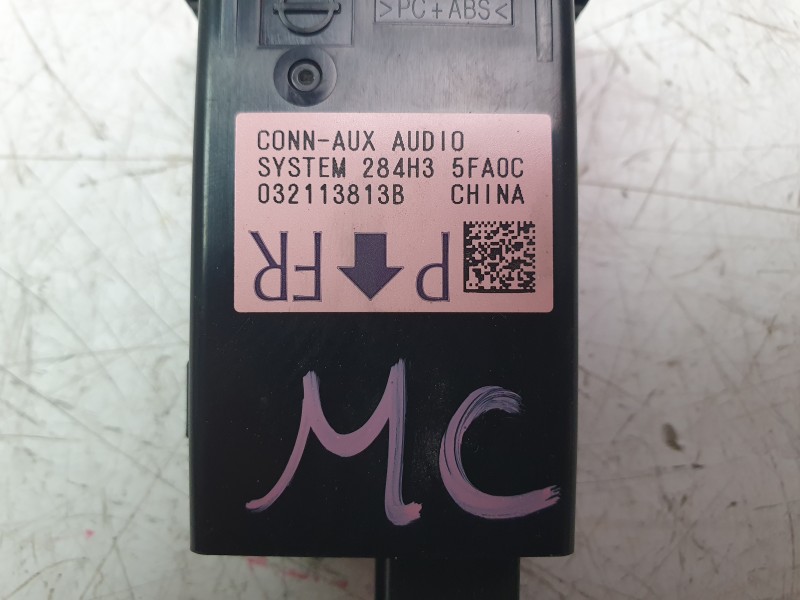 >PC+ABS<
CONN-AUX AUDIO
SYSTEM 284H3 5FA0C
032113813B CHINA
P FR
MC